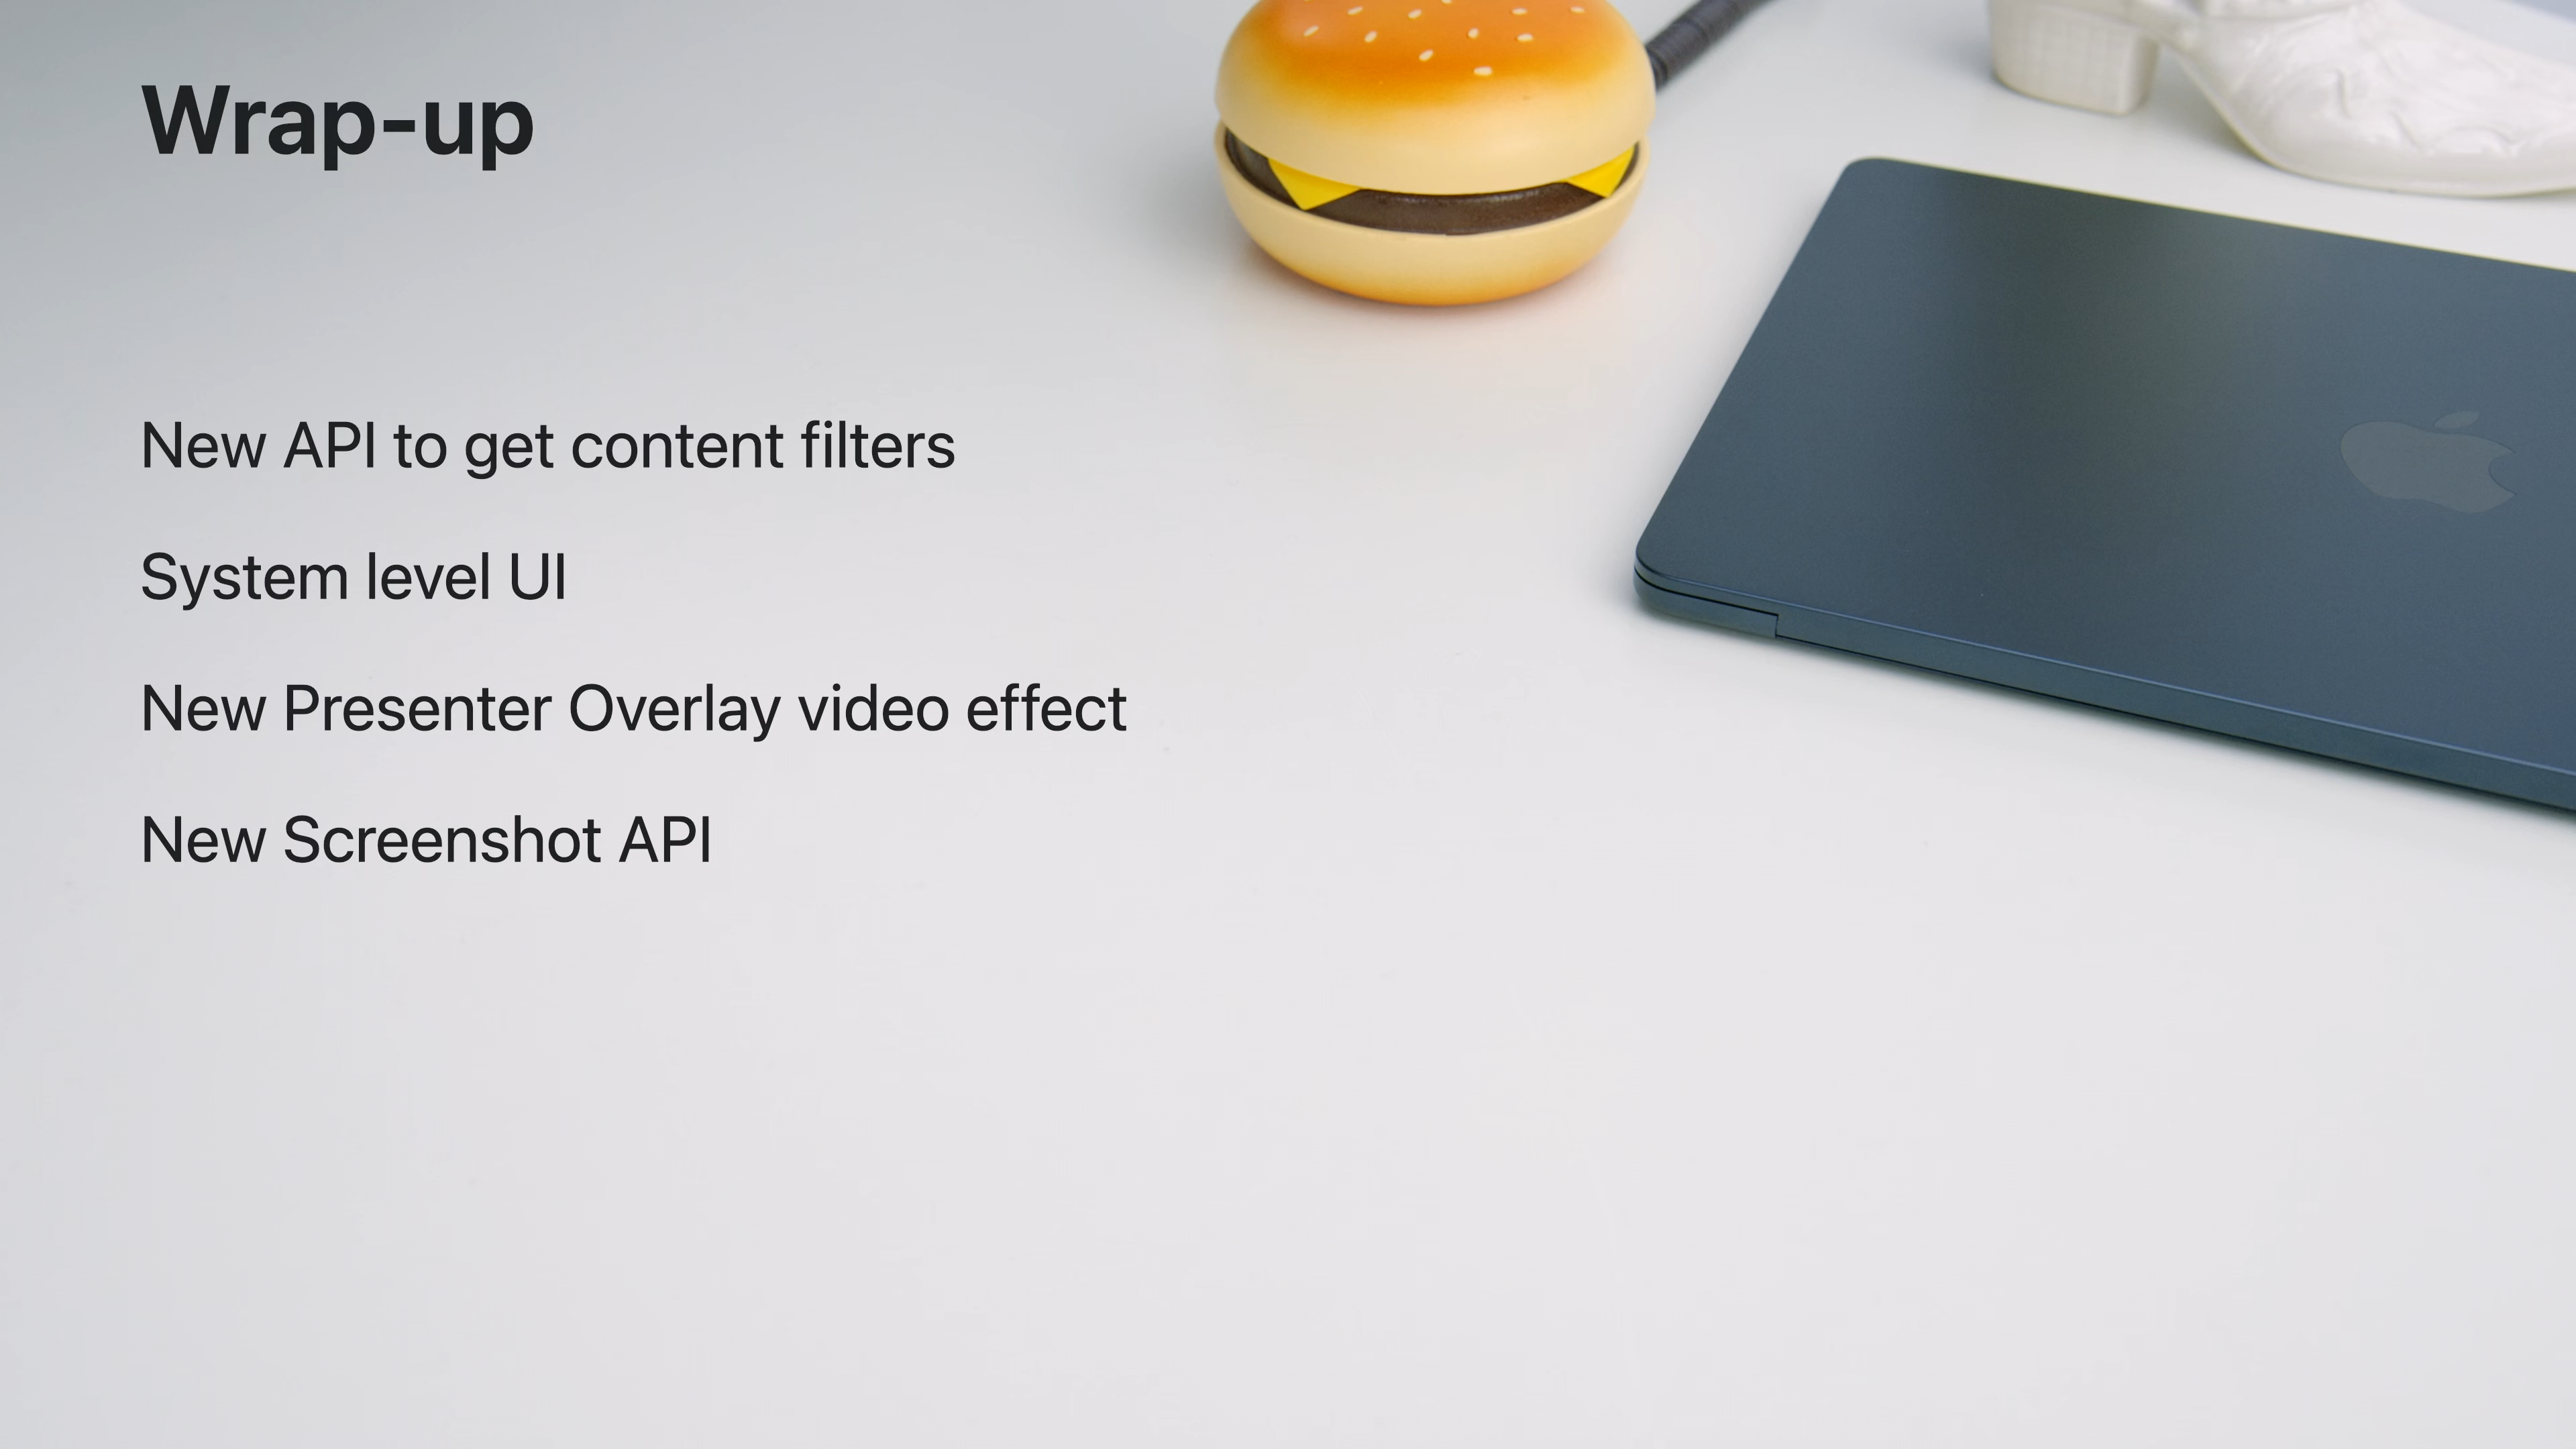 Wrap-up
New API to get content filters
System level UI
New Presenter Overlay video effect
New Screenshot API